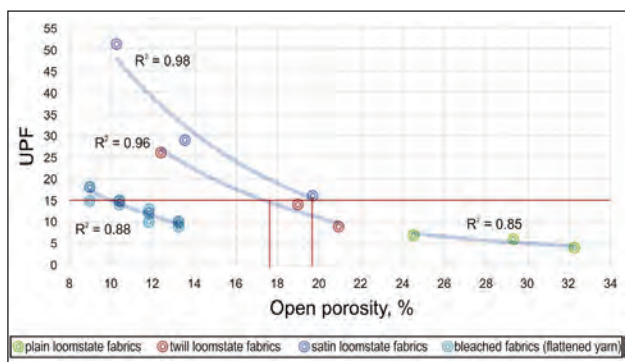 55
50
45
40
35
30
25
20
15
10
5
0
UPF
R² = 0.98
R² = 0.96
R² = 0.88
R² = 0.85
8 10 12 14 16 18 20 22 24 26 28 30 32 34
Open porosity, %
plain loomstate fabrics twill loomstate fabrics satin loomstate fabrics bleached fabrics (flattened yarn)